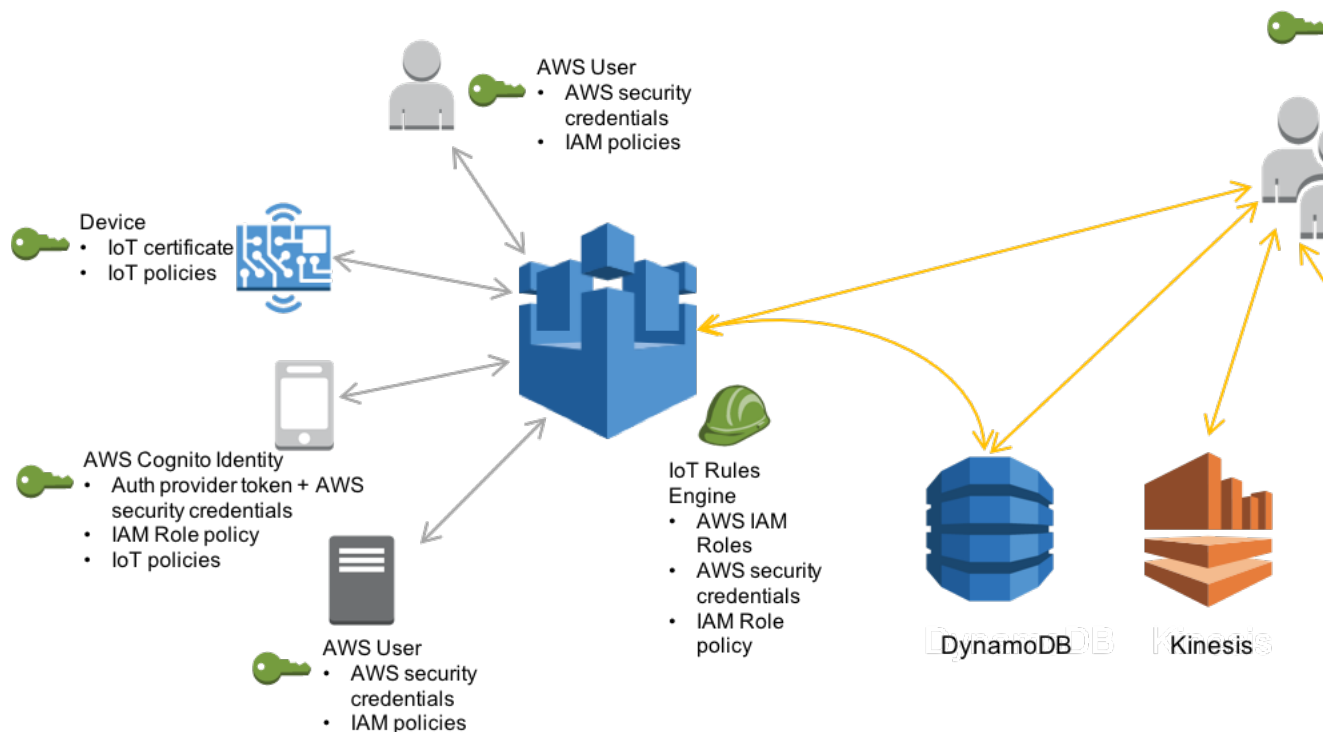 AWS User
• AWS security
credentials
• IAM policies
Device
• IoT certificate
• IoT policies
AWS Cognito Identity
• Auth provider token + AWS
security credentials
• IAM Role policy
• IoT policies
AWS User
• AWS security
credentials
• IAM policies
IoT Rules
Engine
• AWS IAM
Roles
• AWS security
credentials
• IAM Role
policy
DynamoDB
Kinesis